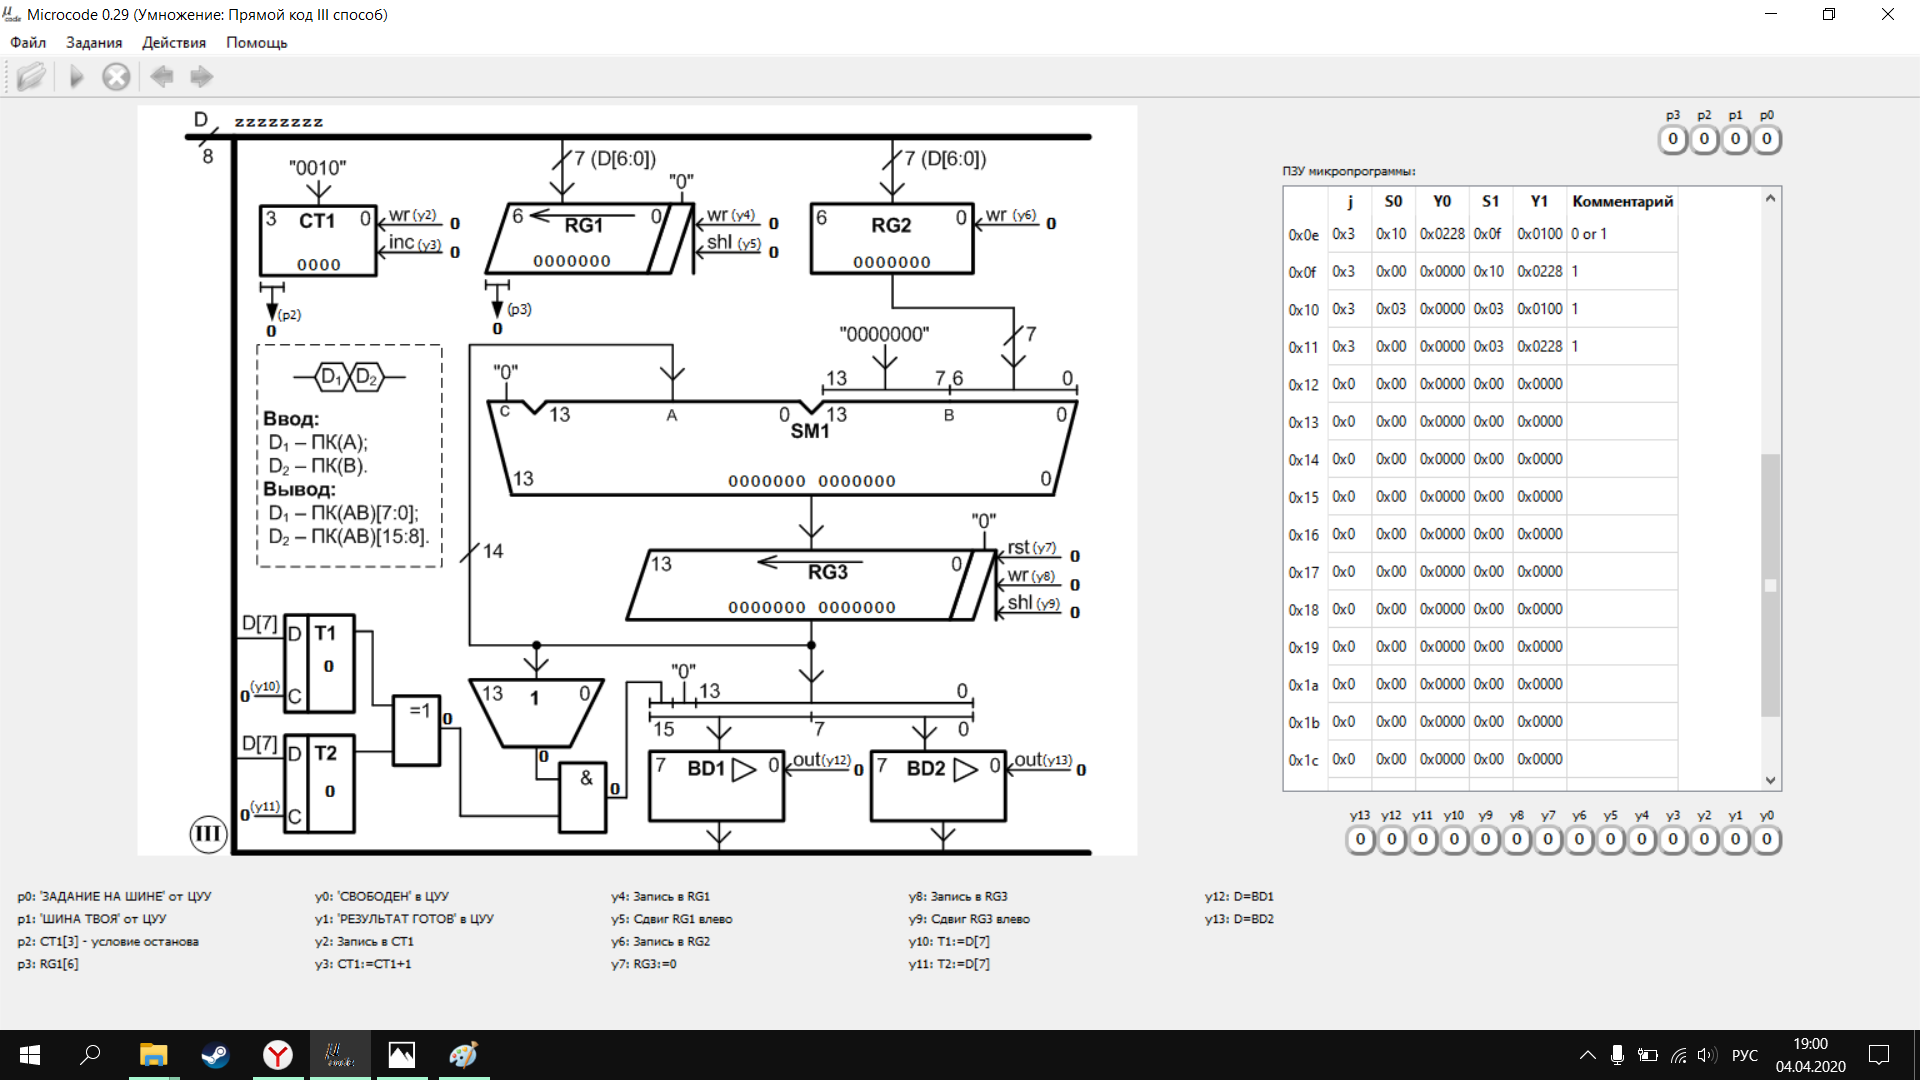 Microcode 0.29 (Умножение: Прямой код III способ)
Файл Задания Действия Помощь
D zzzzzzzz
8
"0010"
3 CT1 0
0000
wr (y2) 0
inc (y3) 0
(p2)
0
7 (D[6:0])
"0"
6 RG1 0
0000000
wr (y4) 0
shl (y5) 0
(p3)
0
7 (D[6:0])
6 RG2 0
0000000
wr (y6) 0
"0000000"
7
13 7 6 0
"0"
C 13 A 0 13 B 0
SM1
13 0000000 0000000 0
D1 D2
Ввод:
D1 – ПК(A);
D2 – ПК(B).
Вывод:
D1 – ПК(AB)[7:0];
D2 – ПК(AB)[15:8].
14
"0"
13 RG3 0
0000000 0000000
rst (y7) 0
wr (y8) 0
shl (y9) 0
D[7] D T1
0
0 (y10) C
D[7] D T2
0
0 (y11) C
=1 0
13 1 0
0
& 0
"0" 13 0
15 7 0
7 BD1 0 out (y12) 0
7 BD2 0 out (y13) 0
III
p3 p2 p1 p0
0 0 0 0
ПЗУ микропрограммы:
j S0 Y0 S1 Y1 Комментарий
0x0e 0x3 0x10 0x0228 0x0f 0x0100 0 or 1
0x0f 0x3 0x00 0x0000 0x10 0x0228 1
0x10 0x3 0x03 0x0000 0x03 0x0100 1
0x11 0x3 0x00 0x0000 0x03 0x0228 1
0x12 0x0 0x00 0x0000 0x00 0x0000
0x13 0x0 0x00 0x0000 0x00 0x0000
0x14 0x0 0x00 0x0000 0x00 0x0000
0x15 0x0 0x00 0x0000 0x00 0x0000
0x16 0x0 0x00 0x0000 0x00 0x0000
0x17 0x0 0x00 0x0000 0x00 0x0000
0x18 0x0 0x00 0x0000 0x00 0x0000
0x19 0x0 0x00 0x0000 0x00 0x0000
0x1a 0x0 0x00 0x0000 0x00 0x0000
0x1b 0x0 0x00 0x0000 0x00 0x0000
0x1c 0x0 0x00 0x0000 0x00 0x0000
y13 y12 y11 y10 y9 y8 y7 y6 y5 y4 y3 y2 y1 y0
0 0 0 0 0 0 0 0 0 0 0 0 0 0
p0: 'ЗАДАНИЕ НА ШИНЕ' от ЦУУ
p1: 'ШИНА ТВОЯ' от ЦУУ
p2: CT1[3] - условие останова
p3: RG1[6]
y0: 'СВОБОДЕН' в ЦУУ
y1: 'РЕЗУЛЬТАТ ГОТОВ' в ЦУУ
y2: Запись в CT1
y3: CT1:=CT1+1
y4: Запись в RG1
y5: Сдвиг RG1 влево
y6: Запись в RG2
y7: RG3:=0
y8: Запись в RG3
y9: Сдвиг RG3 влево
y10: T1:=D[7]
y11: T2:=D[7]
y12: D=BD1
y13: D=BD2
РУС
19:00
04.04.2020